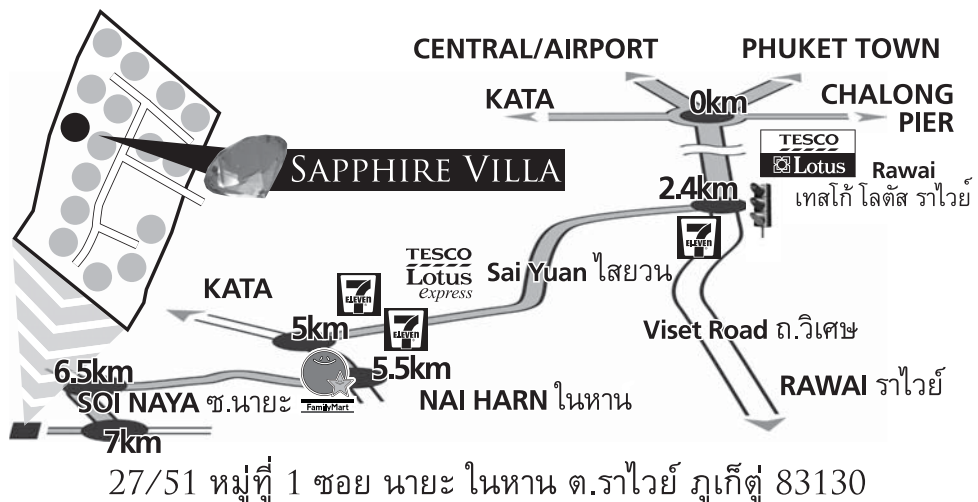 CENTRAL/AIRPORT
PHUKET TOWN
KATA
0km
CHALONG
PIER
TESCO
Lotus
Rawai
เทสโก้ โลตัส ราไวย์
SAPPHIRE VILLA
2.4km
7
ELEVEN
TESCO
Lotus
express
Sai Yuan ไสยวน
KATA
7
ELEVEN
7
ELEVEN
5km
Viset Road ถ.วิเศษ
5.5km
6.5km
SOI NAYA ซ.นายะ
FamilyMart
NAI HARN ในหาน
RAWAI ราไวย์
7km
27/51 หมู่ที่ 1 ซอย นายะ ในหาน ต.ราไวย์ ภูเก็ตู่ 83130